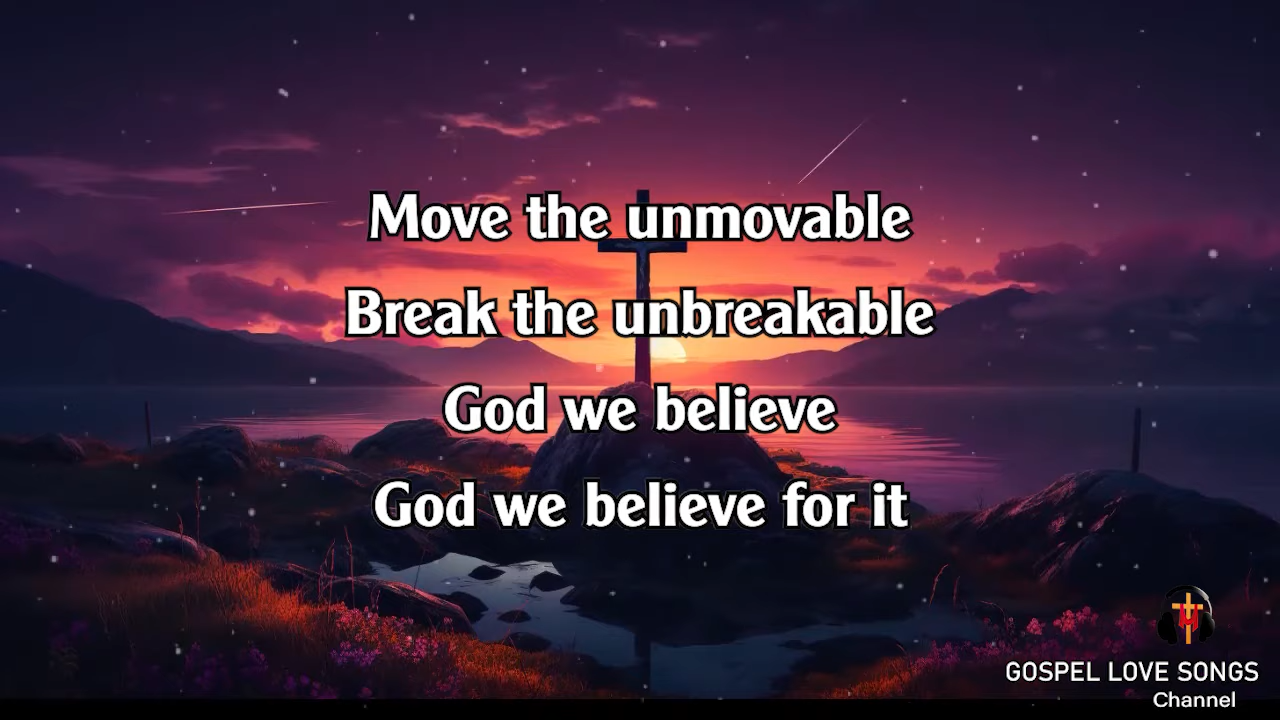 Move the unmovable
Break the unbreakable
God we believe
God we believe for it
GOSPEL LOVE SONGS
Channel